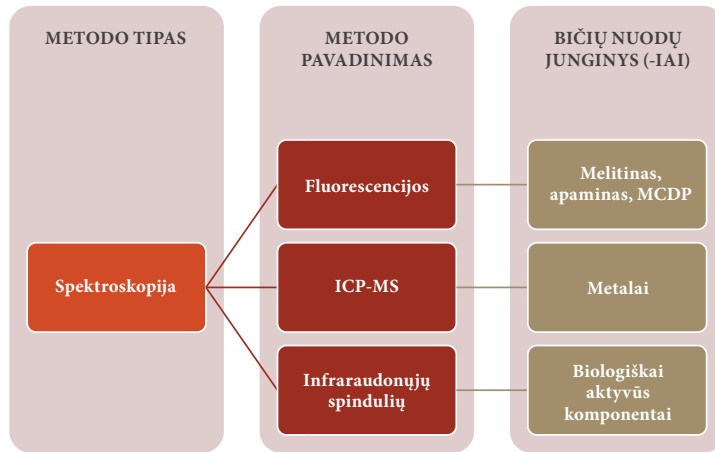 METODO TIPAS
METODO
PAVADINIMAS
BIČIŲ NUODŲ
JUNGINYS (-IAI)
Spektroskopija
Fluorescencijos
Melitinas,
apaminas, MCDP
ICP-MS
Metalai
Infraraudonųjų
spindulių
Biologiškai
aktyvūs
komponentai